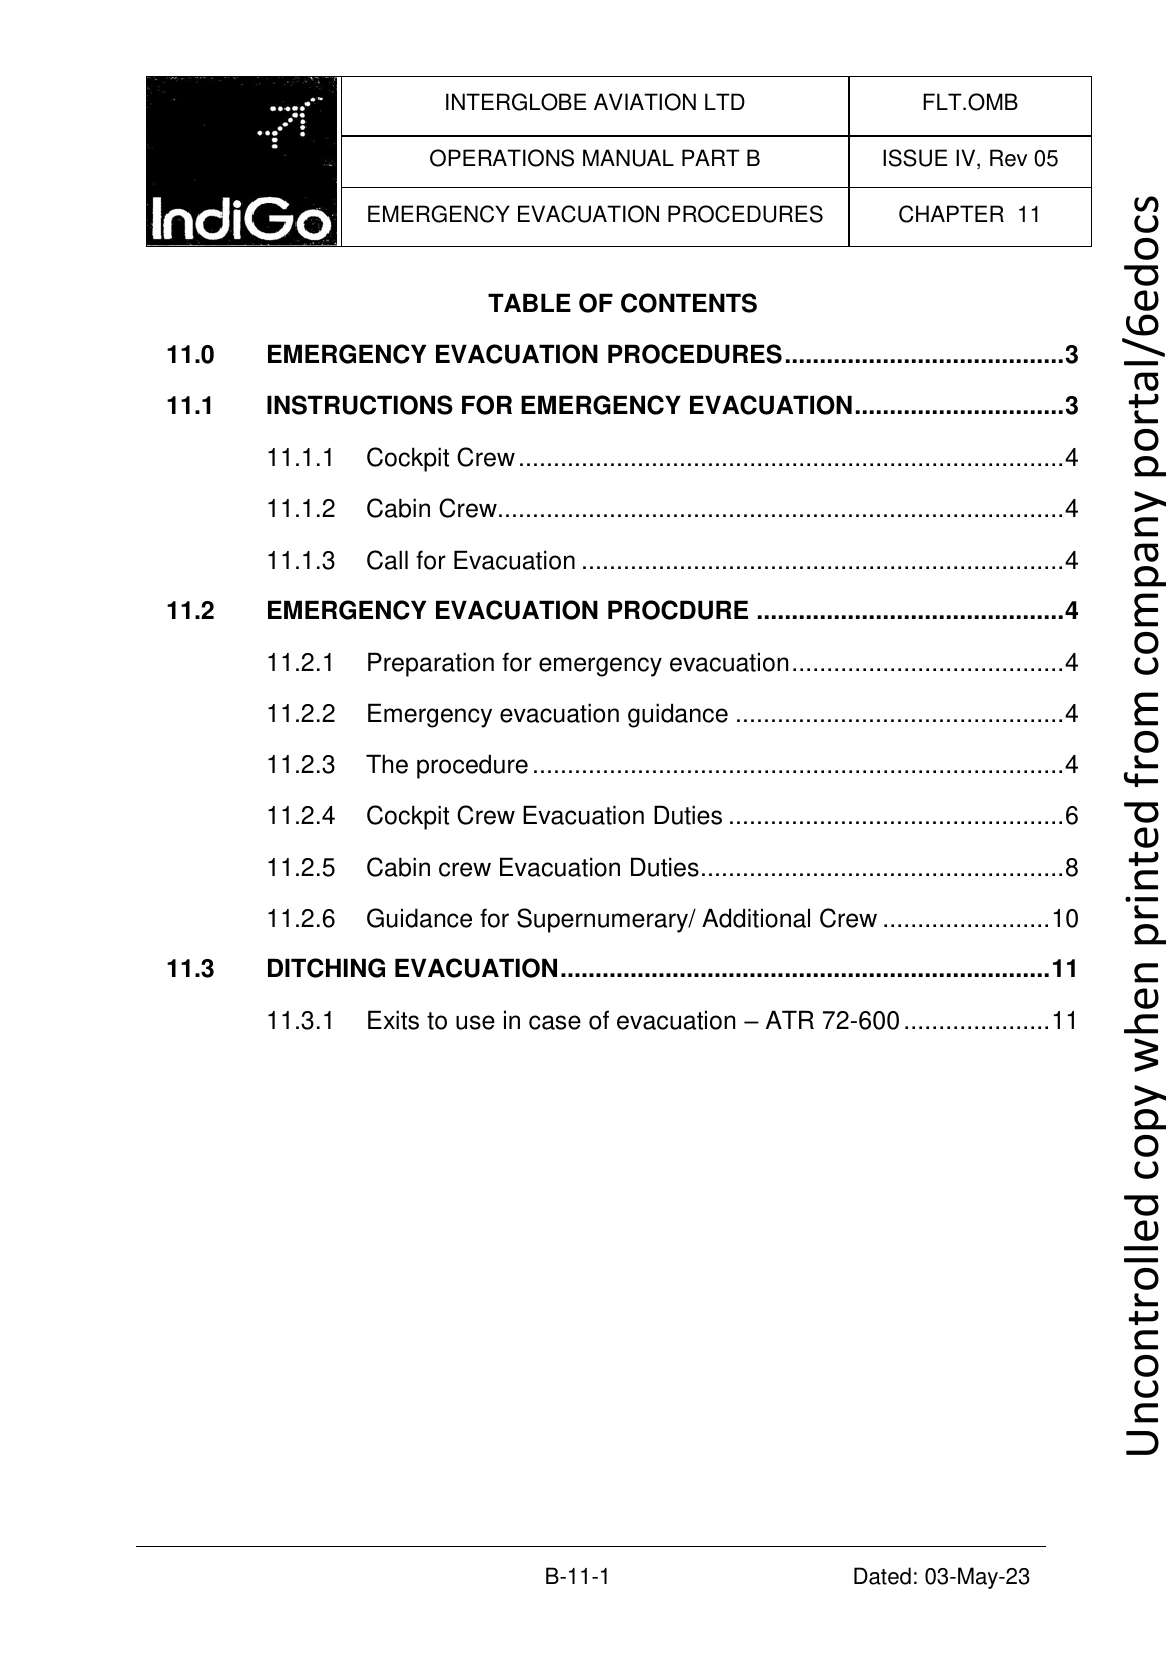 IndiGo
INTERGLOBE AVIATION LTD
FLT.OMB
OPERATIONS MANUAL PART B
ISSUE IV, Rev 05
EMERGENCY EVACUATION PROCEDURES
CHAPTER 11
TABLE OF CONTENTS
11.0 EMERGENCY EVACUATION PROCEDURES........................................3
11.1 INSTRUCTIONS FOR EMERGENCY EVACUATION..............................3
11.1.1 Cockpit Crew..............................................................................4
11.1.2 Cabin Crew.................................................................................4
11.1.3 Call for Evacuation .....................................................................4
11.2 EMERGENCY EVACUATION PROCDURE ............................................4
11.2.1 Preparation for emergency evacuation.......................................4
11.2.2 Emergency evacuation guidance ...............................................4
11.2.3 The procedure............................................................................4
11.2.4 Cockpit Crew Evacuation Duties ................................................6
11.2.5 Cabin crew Evacuation Duties....................................................8
11.2.6 Guidance for Supernumerary/ Additional Crew ........................10
11.3 DITCHING EVACUATION......................................................................11
11.3.1 Exits to use in case of evacuation – ATR 72-600.....................11
B-11-1
Dated: 03-May-23
Uncontrolled copy when printed from company portal/6edocs